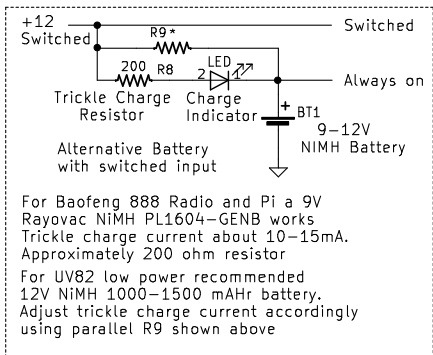 +12
Switched
Switched
R9*
LED
200
R8
2
1
Always on
Trickle Charge
Resistor
Charge
Indicator
+
BT1
9-12V
NIMH Battery
Alternative Battery
with switched input
For Baofeng 888 Radio and Pi a 9V
Rayovac NiMH PL1604-GENB works
Trickle charge current about 10-15mA.
Approximately 200 ohm resistor
For UV82 low power recommended
12V NiMH 1000-1500 mAHr battery.
Adjust trickle charge current accordingly
using parallel R9 shown above